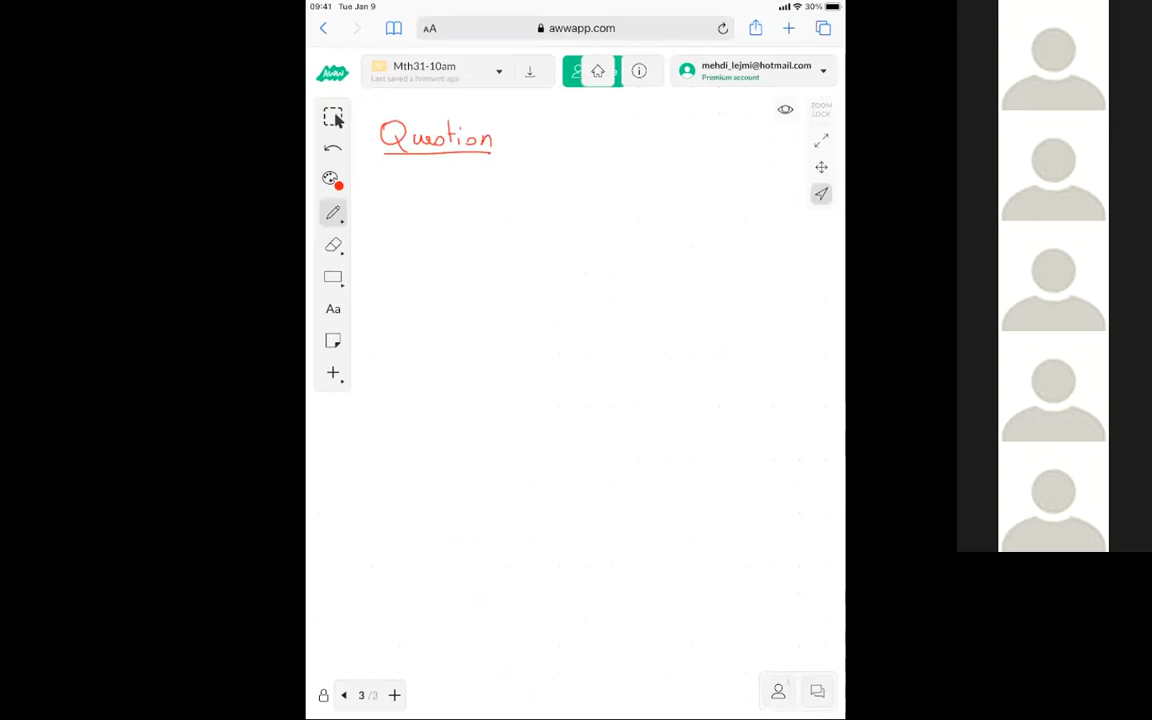 09:41 Tue Jan 9
30%
AA
awwapp.com
AWW
Mth31-10am
Last saved a moment ago
mehdi_lejmi@hotmail.com
Premium account
ZOOM
LOCK
Question
Aa
3 /3